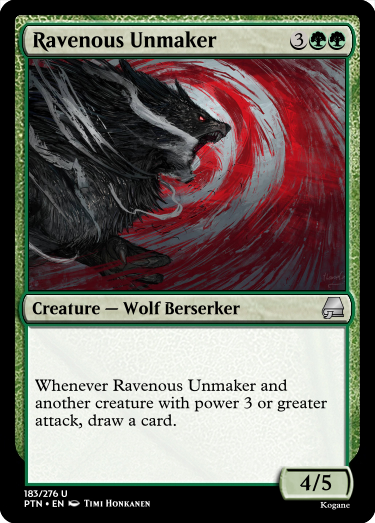 Ravenous Unmaker 3
Creature — Wolf Berserker
Whenever Ravenous Unmaker and
another creature with power 3 or greater
attack, draw a card.
4/5
183/276 U
PTN • EN Timi Honkanen
Kogane